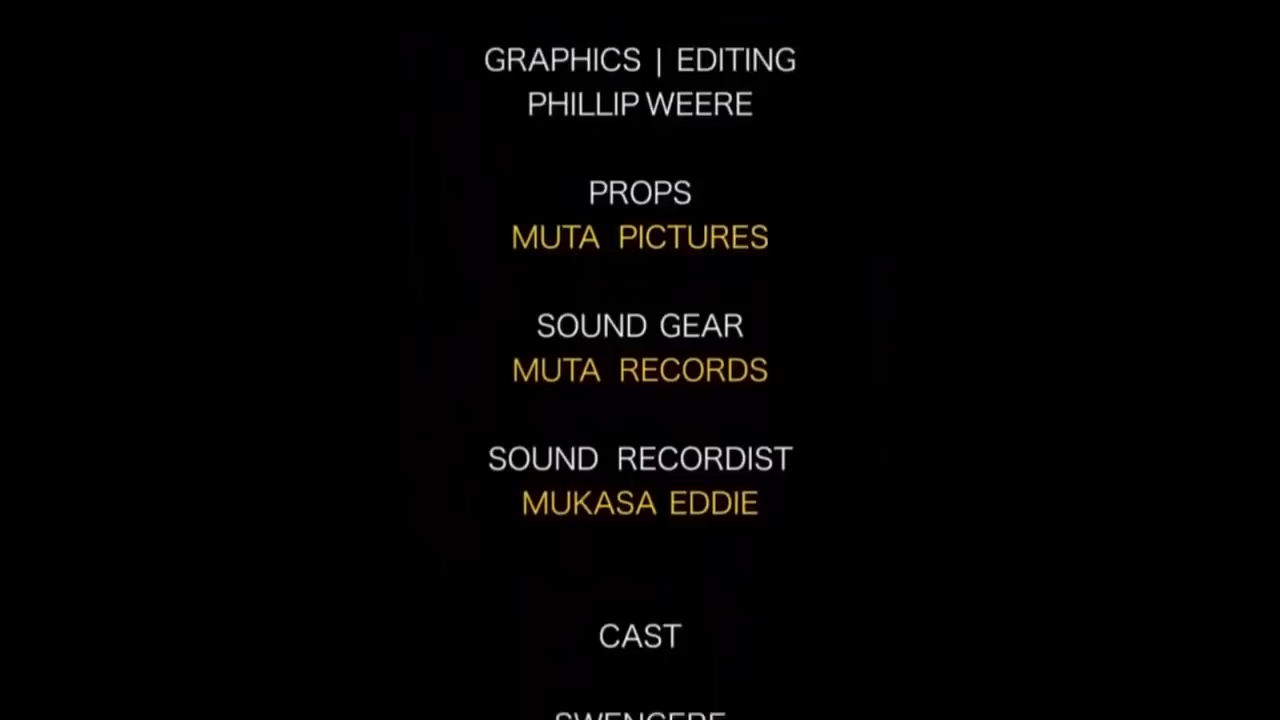 GRAPHICS | EDITING
PHILLIP WEERE
PROPS
MUTA PICTURES
SOUND GEAR
MUTA RECORDS
SOUND RECORDIST
MUKASA EDDIE
CAST